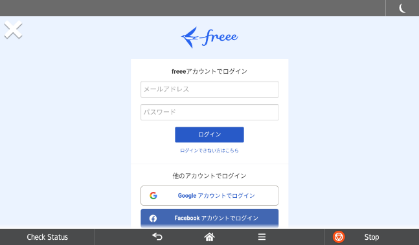 freee
freeeアカウントでログイン
メールアドレス
パスワード
ログイン
ログインできない方はこちら
他のアカウントでログイン
Google アカウントでログイン
Facebook アカウントでログイン
Check Status
Stop